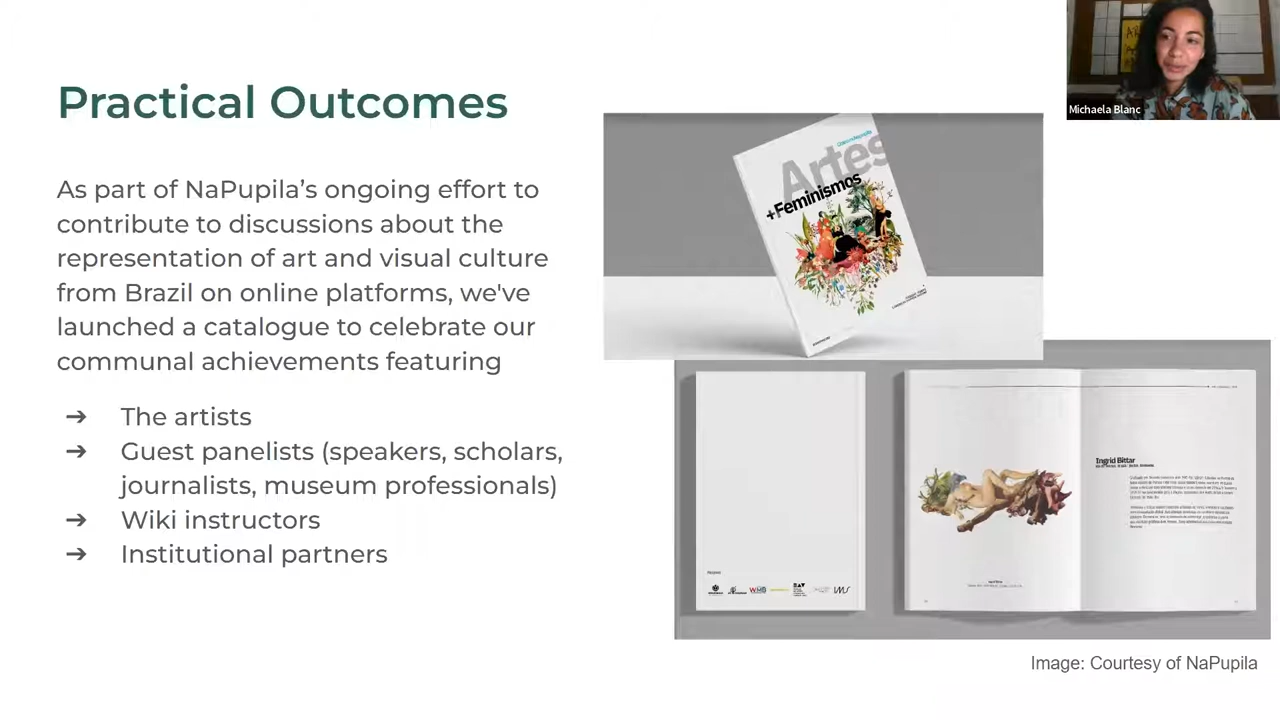 Practical Outcomes
As part of NaPupila's ongoing effort to
contribute to discussions about the
representation of art and visual culture
from Brazil on online platforms, we've
launched a catalogue to celebrate our
communal achievements featuring
➔ The artists
➔ Guest panelists (speakers, scholars,
journalists, museum professionals)
➔ Wiki instructors
➔ Institutional partners
Michaela Blanc
Artes
+Feminismos
Ingrid Bittar
WMB
IMS
Image: Courtesy of NaPupila